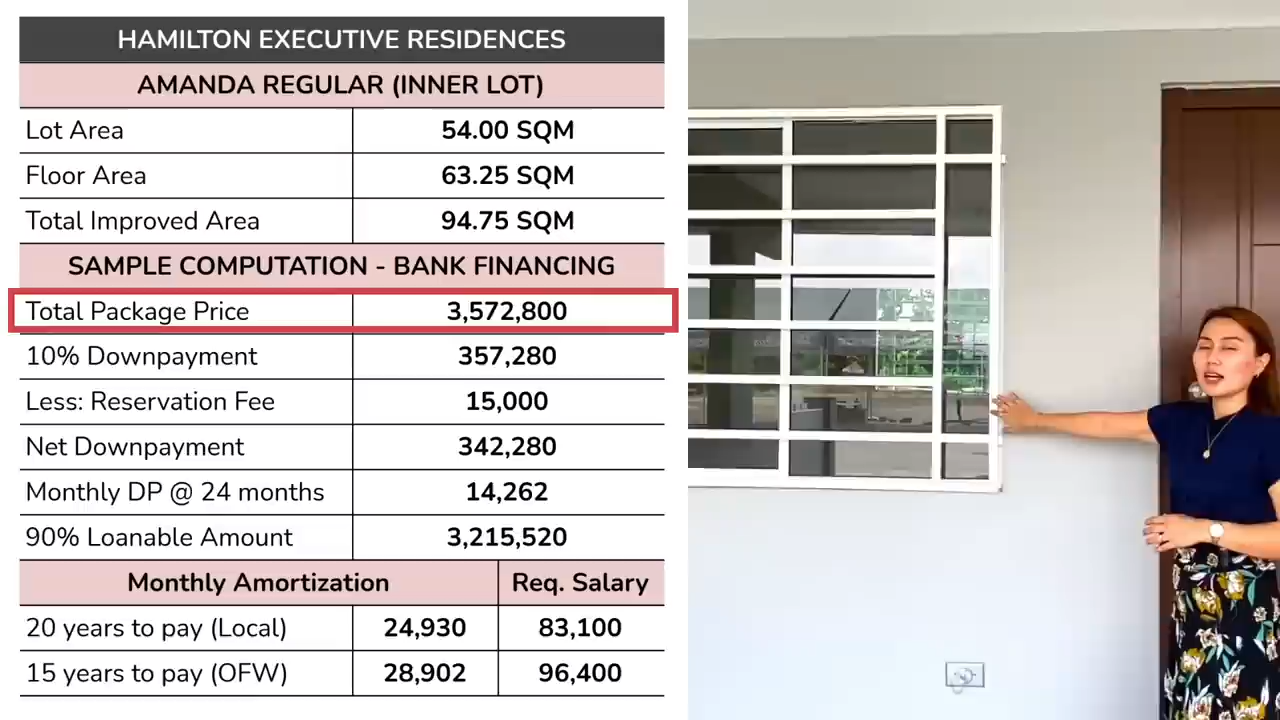 HAMILTON EXECUTIVE RESIDENCES
AMANDA REGULAR (INNER LOT)
Lot Area 54.00 SQM
Floor Area 63.25 SQM
Total Improved Area 94.75 SQM
SAMPLE COMPUTATION - BANK FINANCING
Total Package Price 3,572,800
10% Downpayment 357,280
Less: Reservation Fee 15,000
Net Downpayment 342,280
Monthly DP @ 24 months 14,262
90% Loanable Amount 3,215,520
Monthly Amortization Req. Salary
20 years to pay (Local) 24,930 83,100
15 years to pay (OFW) 28,902 96,400